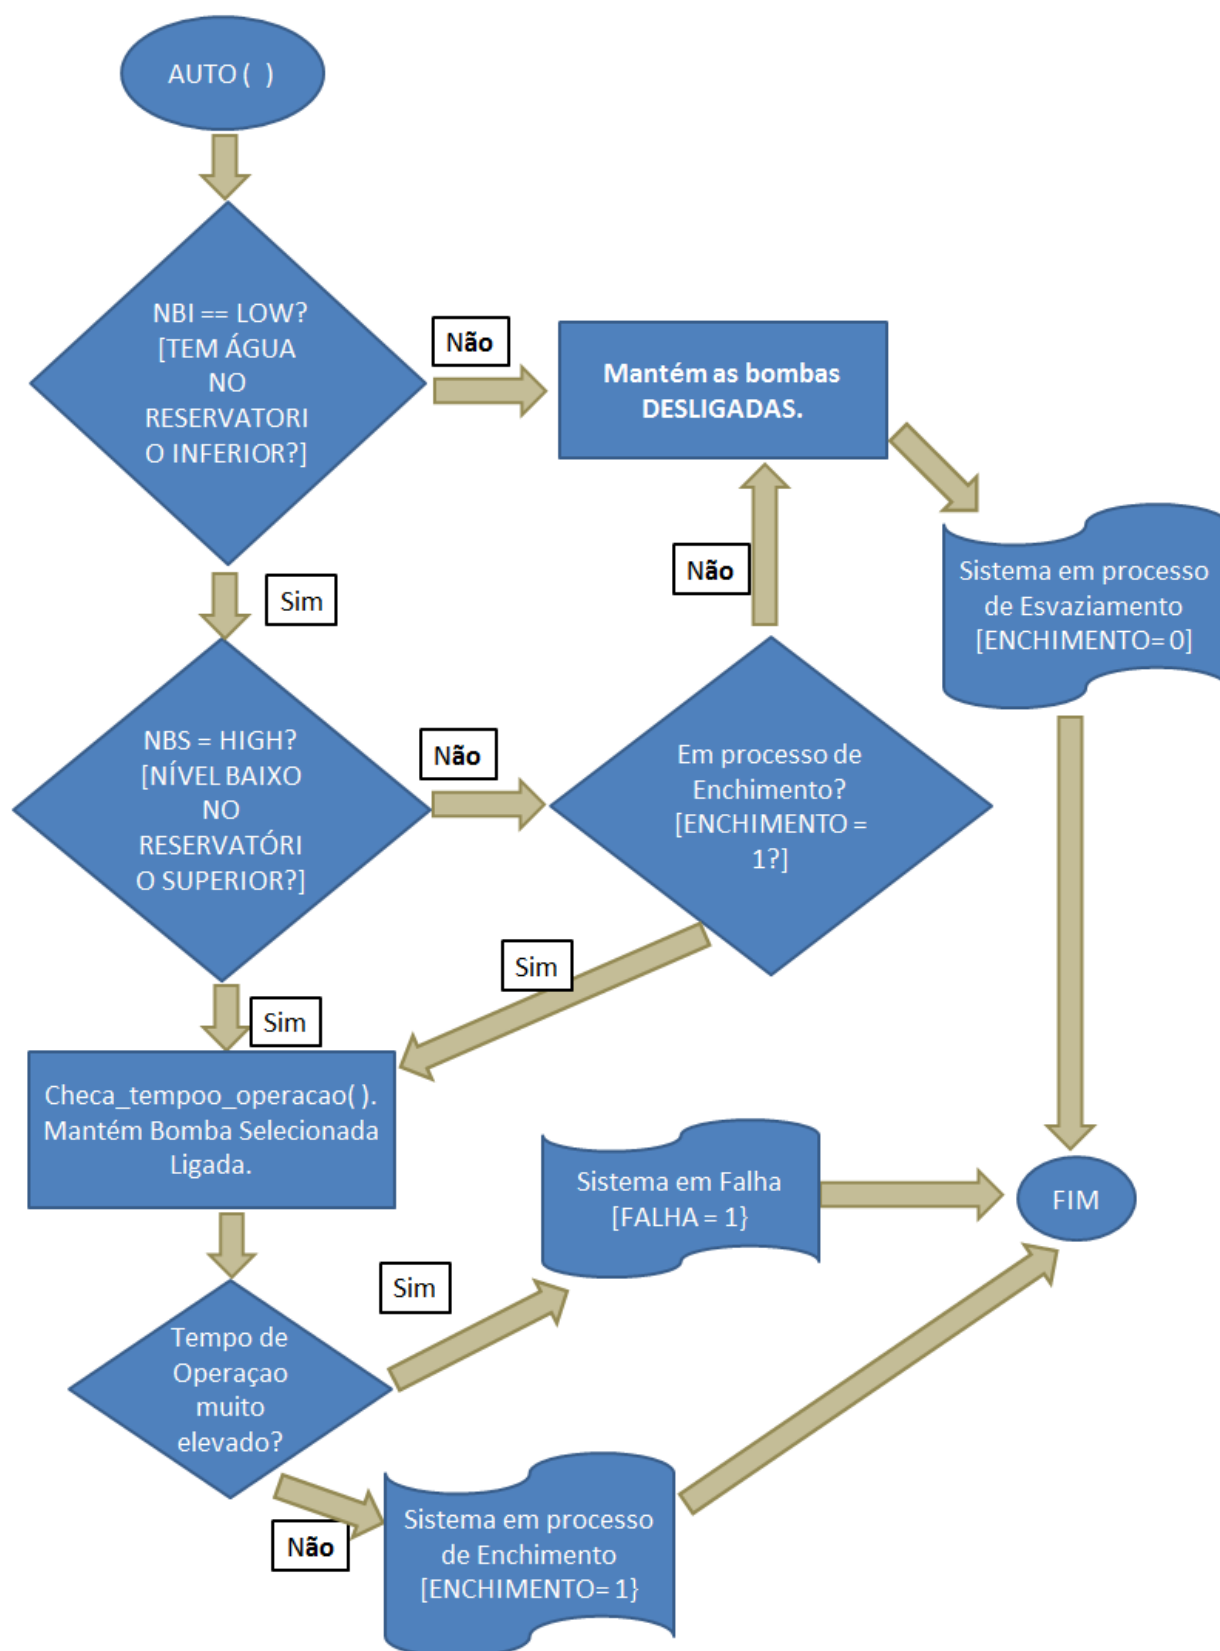 AUTO (  )
NBI == LOW?
[TEM ÁGUA
NO
RESERVATORI
O INFERIOR?]
Não
Mantém as bombas
DESLIGADAS.
Sistema em processo
de Esvaziamento
[ENCHIMENTO= 0]
Sim
Não
NBS = HIGH?
[NÍVEL BAIXO
NO
RESERVATÓRI
O SUPERIOR?]
Não
Em processo de
Enchimento?
[ENCHIMENTO =
1?]
Sim
Sim
Checa_tempoo_operacao( ).
Mantém Bomba Selecionada
Ligada.
Sistema em Falha
[FALHA = 1}
FIM
Sim
Tempo de
Operaçao
muito
elevado?
Não
Sistema em processo
de Enchimento
[ENCHIMENTO= 1}